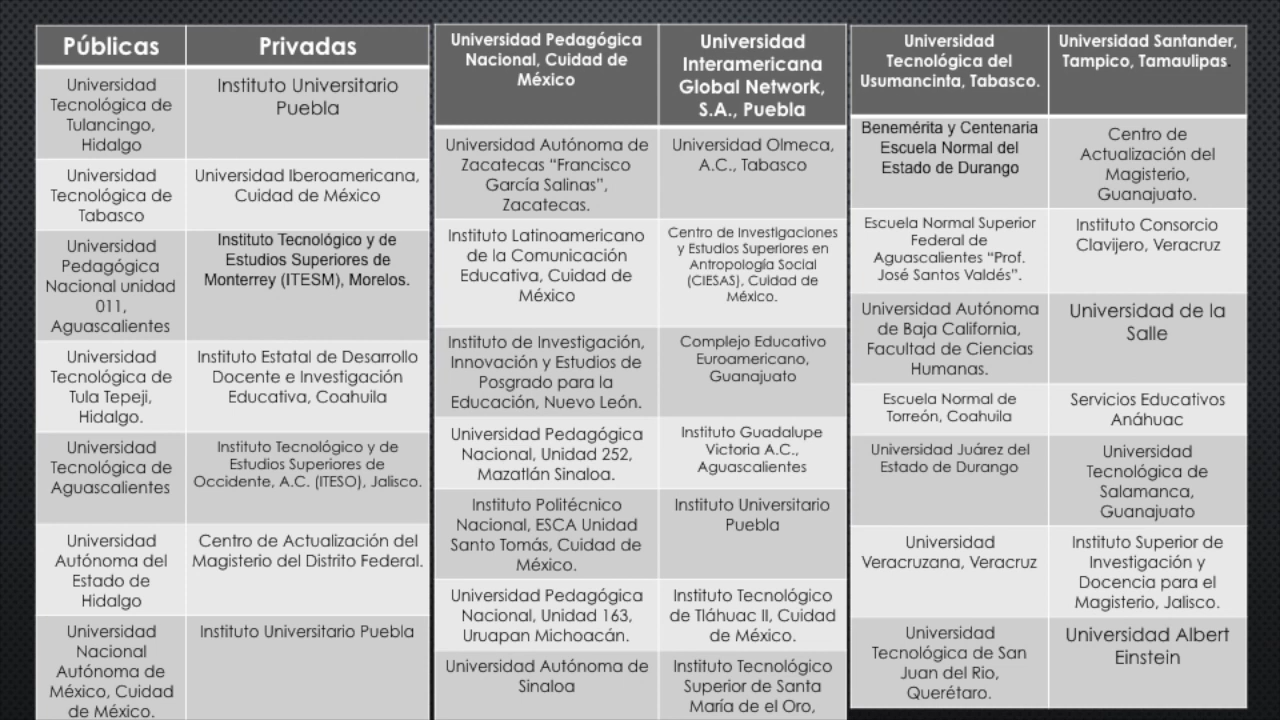 Públicas
Privadas
Universidad
Tecnológica de
Tulancingo,
Hidalgo
Instituto Universitario
Puebla
Universidad
Tecnológica de
Tabasco
Universidad Iberoamericana,
Cuidad de México
Universidad
Pedagógica
Nacional unidad
011,
Aguascalientes
Instituto Tecnológico y de
Estudios Superiores de
Monterrey (ITESM), Morelos.
Universidad
Tecnológica de
Tula Tepeji,
Hidalgo.
Instituto Estatal de Desarrollo
Docente e Investigación
Educativa, Coahuila
Universidad
Tecnológica de
Aguascalientes
Instituto Tecnológico y de
Estudios Superiores de
Occidente, A.C. (ITESO), Jalisco.
Universidad
Autónoma del
Estado de
Hidalgo
Centro de Actualización del
Magisterio del Distrito Federal.
Universidad
Nacional
Autónoma de
México, Cuidad
de México.
Instituto Universitario Puebla
Universidad Pedagógica
Nacional, Cuidad de
México
Universidad
Interamericana
Global Network,
S.A., Puebla
Universidad Autónoma de
Zacatecas “Francisco
García Salinas”,
Zacatecas.
Universidad Olmeca,
A.C., Tabasco
Instituto Latinoamericano
de la Comunicación
Educativa, Cuidad de
México
Centro de Investigaciones
y Estudios Superiores en
Antropología Social
(CIESAS), Cuidad de
México.
Instituto de Investigación,
Innovación y Estudios de
Posgrado para la
Educación, Nuevo León.
Complejo Educativo
Euroamericano,
Guanajuato
Universidad Pedagógica
Nacional, Unidad 252,
Mazatlán Sinaloa.
Instituto Guadalupe
Victoria A.C.,
Aguascalientes
Instituto Politécnico
Nacional, ESCA Unidad
Santo Tomás, Cuidad de
México.
Instituto Universitario
Puebla
Universidad Pedagógica
Nacional, Unidad 163,
Uruapan Michoacán.
Instituto Tecnológico
de Tláhuac II, Cuidad
de México.
Universidad Autónoma de
Sinaloa
Instituto Tecnológico
Superior de Santa
María de el Oro,
Universidad
Tecnológica del
Usumancinta, Tabasco.
Universidad Santander,
Tampico, Tamaulipas.
Benemérita y Centenaria
Escuela Normal del
Estado de Durango
Centro de
Actualización del
Magisterio,
Guanajuato.
Escuela Normal Superior
Federal de
Aguascalientes “Prof.
José Santos Valdés”.
Instituto Consorcio
Clavijero, Veracruz
Universidad Autónoma
de Baja California,
Facultad de Ciencias
Humanas.
Universidad de la
Salle
Escuela Normal de
Torreón, Coahuila
Servicios Educativos
Anáhuac
Universidad Juárez del
Estado de Durango
Universidad
Tecnológica de
Salamanca,
Guanajuato
Universidad
Veracruzana, Veracruz
Instituto Superior de
Investigación y
Docencia para el
Magisterio, Jalisco.
Universidad
Tecnológica de San
Juan del Rio,
Querétaro.
Universidad Albert
Einstein